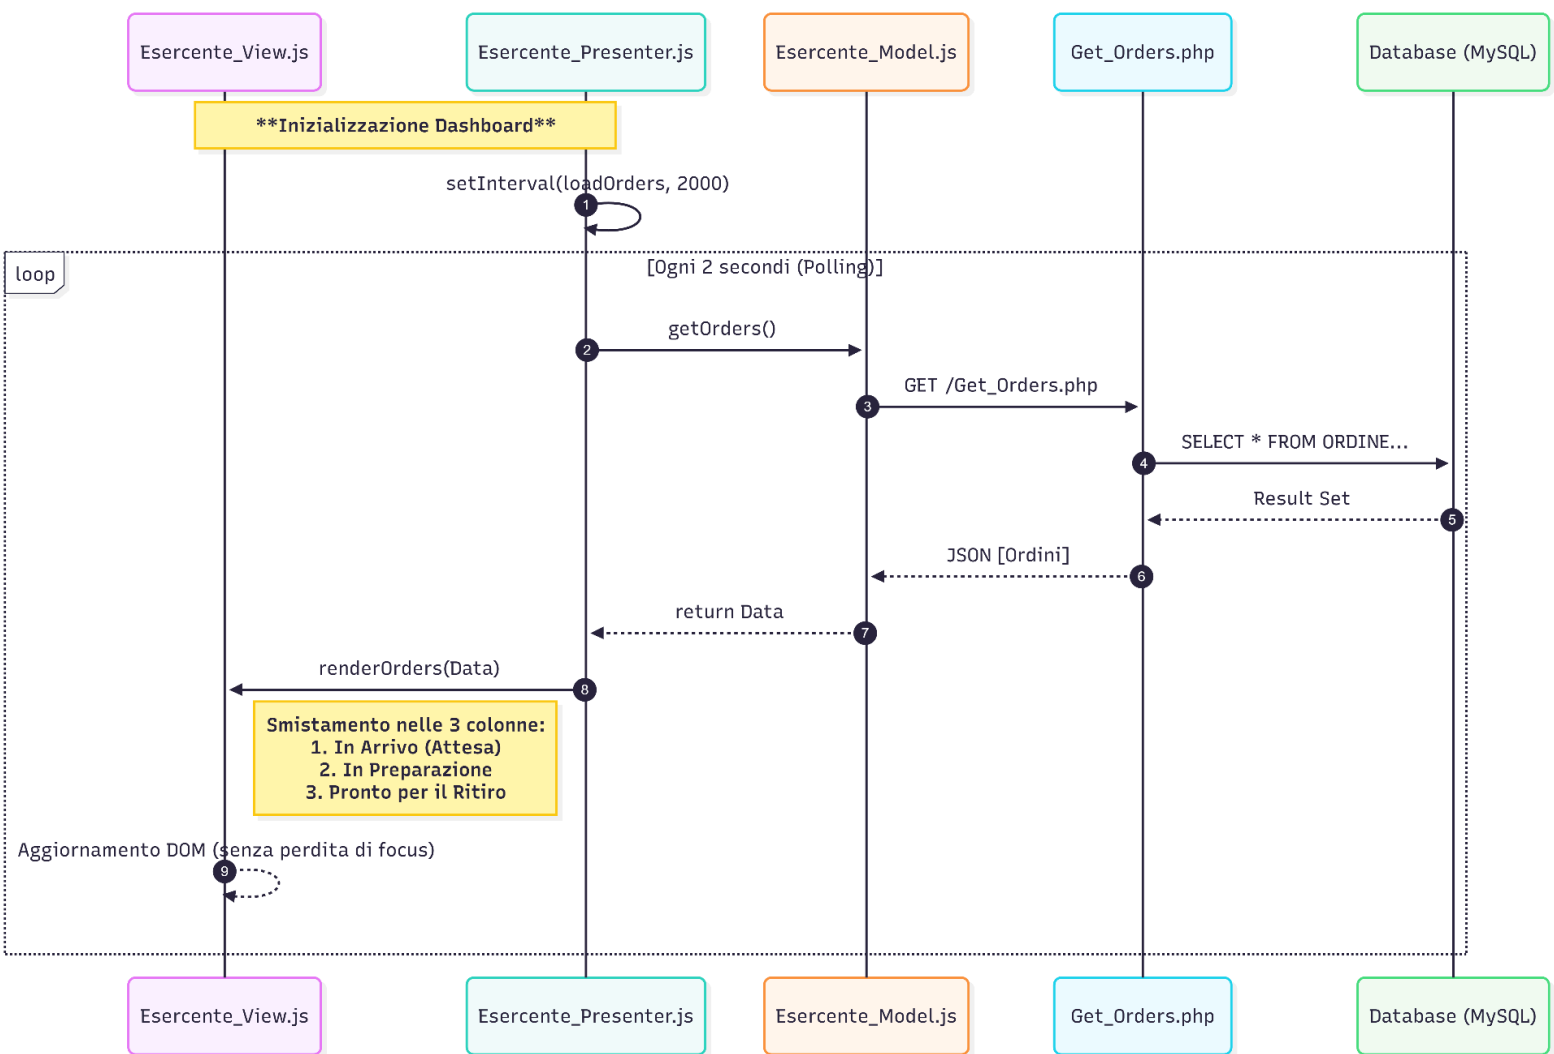 Esercente_View.js
Esercente_Presenter.js
Esercente_Model.js
Get_Orders.php
Database (MySQL)
**Inizializzazione Dashboard**
setInterval(loadOrders, 2000)
1
loop
[Ogni 2 secondi (Polling)]
getOrders()
2
GET /Get_Orders.php
3
SELECT * FROM ORDINE...
4
Result Set
5
JSON [Ordini]
6
return Data
7
renderOrders(Data)
8
Smistamento nelle 3 colonne:
1. In Arrivo (Attesa)
2. In Preparazione
3. Pronto per il Ritiro
Aggiornamento DOM (senza perdita di focus)
9
Esercente_View.js
Esercente_Presenter.js
Esercente_Model.js
Get_Orders.php
Database (MySQL)